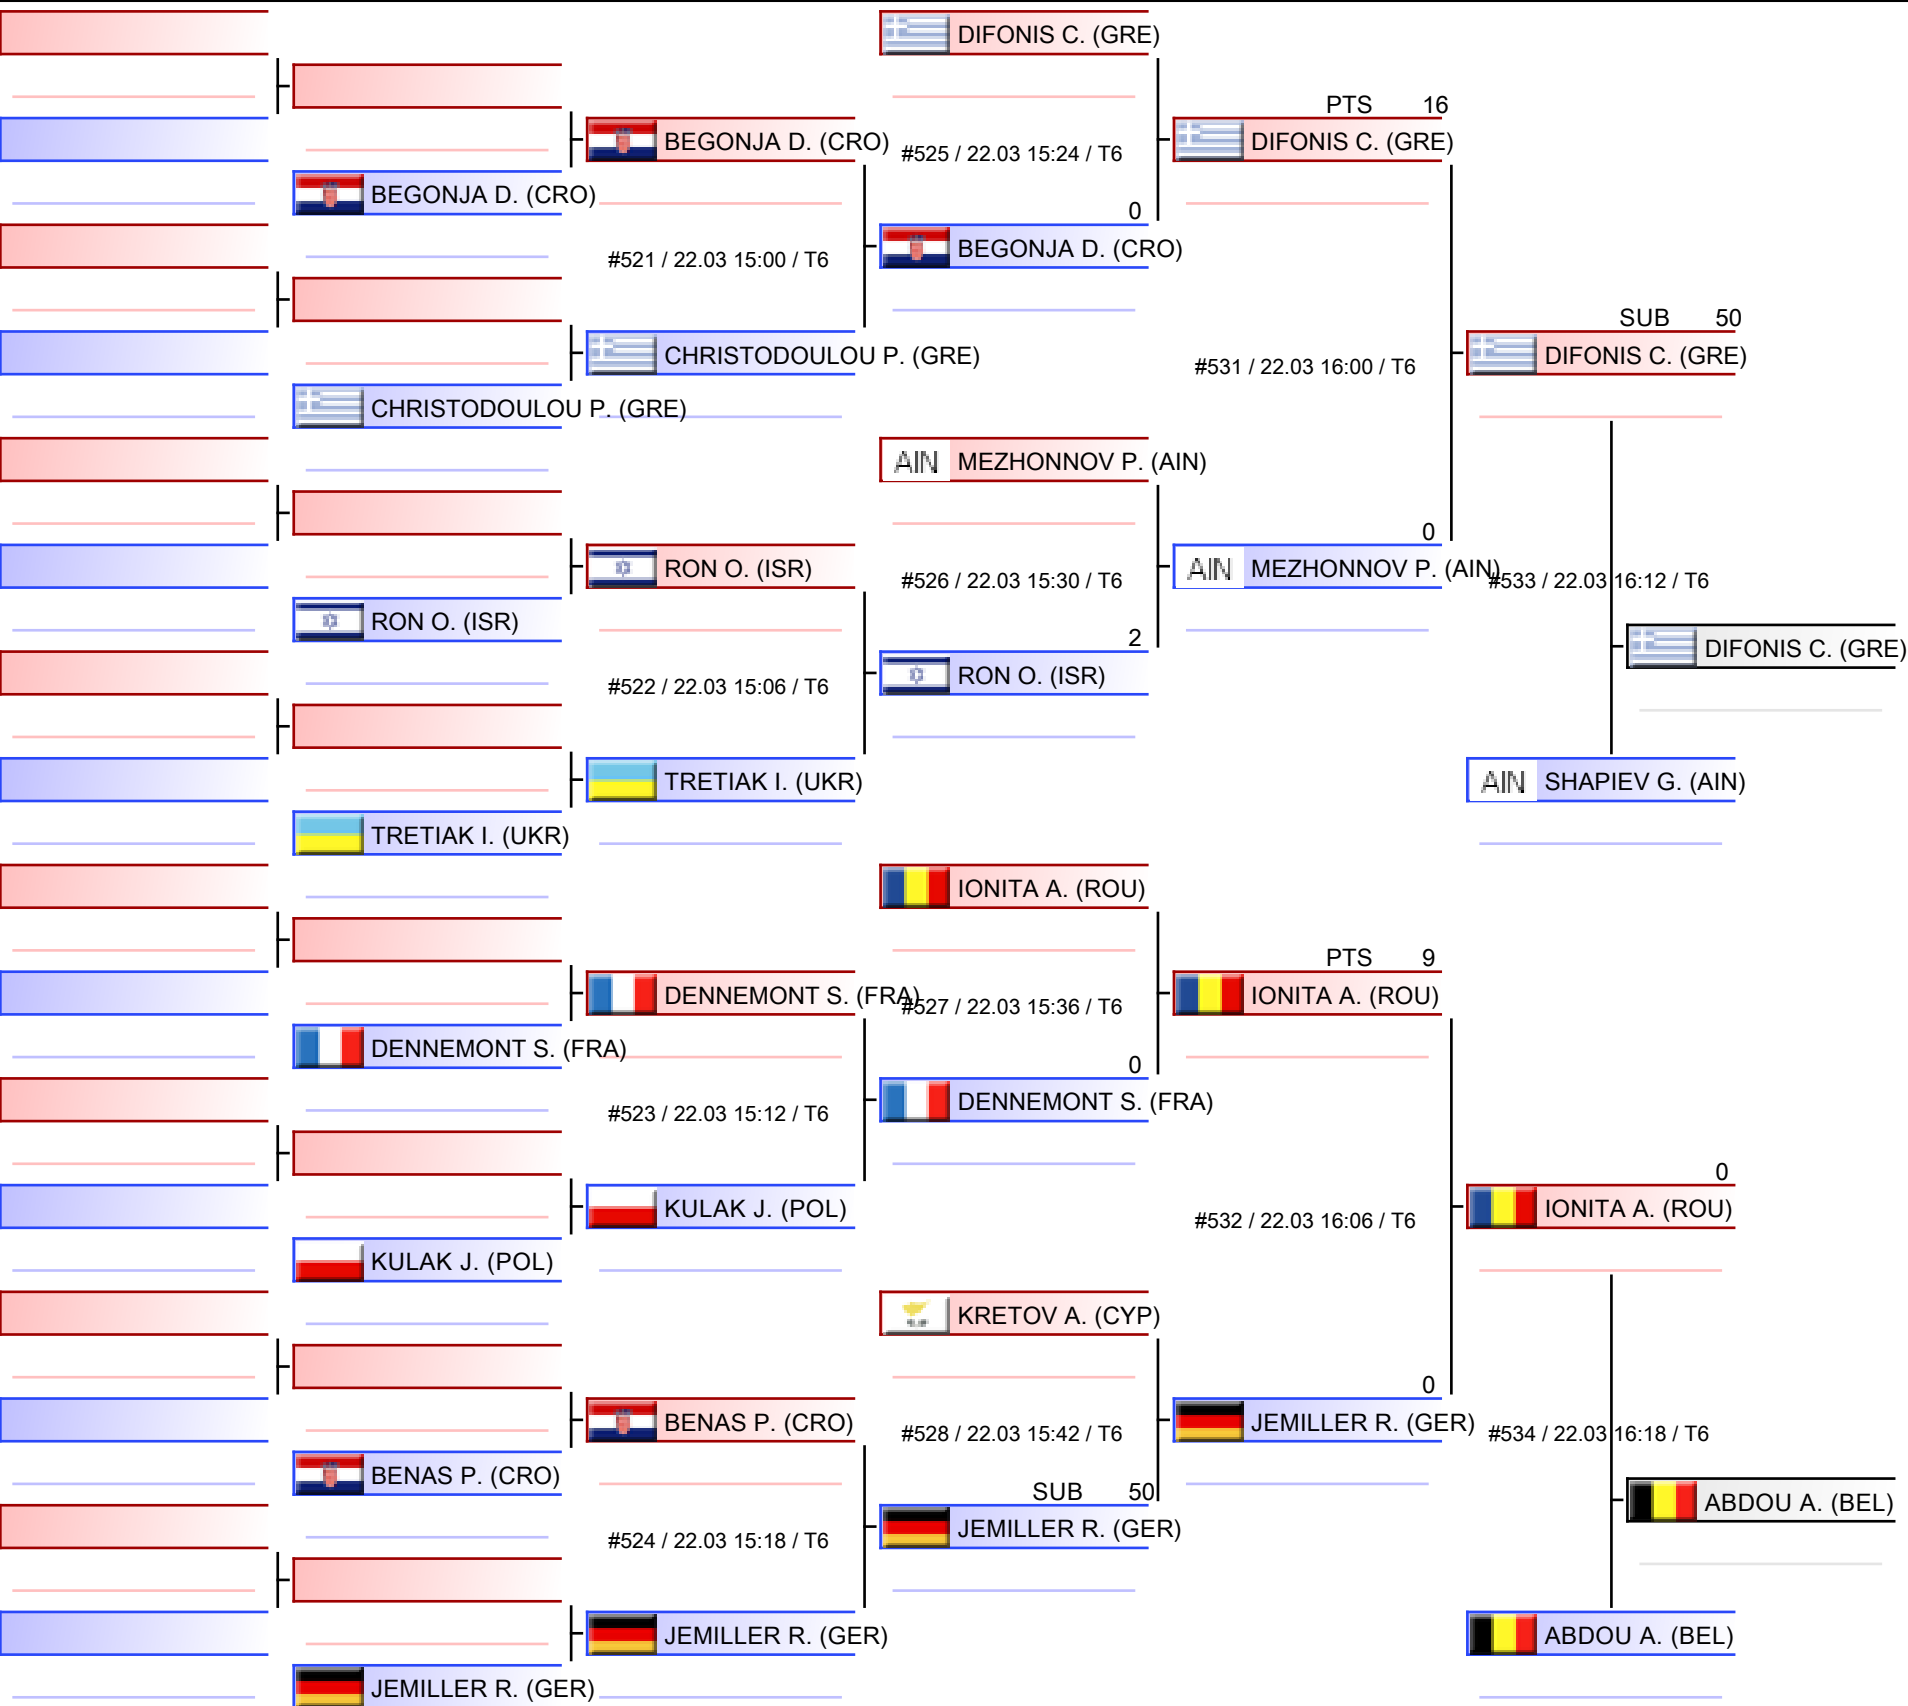 DIFONIS C. (GRE)
PTS 16
BEGONJA D. (CRO)
#525 / 22.03 15:24 / T6
DIFONIS C. (GRE)
BEGONJA D. (CRO)
0
#521 / 22.03 15:00 / T6
BEGONJA D. (CRO)
SUB 50
CHRISTODOULOU P. (GRE)
#531 / 22.03 16:00 / T6
DIFONIS C. (GRE)
CHRISTODOULOU P. (GRE)
AIN MEZHONNOV P. (AIN)
0
RON O. (ISR)
#526 / 22.03 15:30 / T6
AIN MEZHONNOV P. (AIN)
#533 / 22.03 16:12 / T6
RON O. (ISR)
2
DIFONIS C. (GRE)
#522 / 22.03 15:06 / T6
RON O. (ISR)
TRETIAK I. (UKR)
AIN SHAPIEV G. (AIN)
TRETIAK I. (UKR)
IONITA A. (ROU)
PTS 9
DENNEMONT S. (FRA)
#527 / 22.03 15:36 / T6
IONITA A. (ROU)
DENNEMONT S. (FRA)
0
#523 / 22.03 15:12 / T6
DENNEMONT S. (FRA)
0
KULAK J. (POL)
#532 / 22.03 16:06 / T6
IONITA A. (ROU)
KULAK J. (POL)
KRETOV A. (CYP)
0
BENAS P. (CRO)
#528 / 22.03 15:42 / T6
JEMILLER R. (GER)
#534 / 22.03 16:18 / T6
BENAS P. (CRO)
SUB 50
ABDOU A. (BEL)
#524 / 22.03 15:18 / T6
JEMILLER R. (GER)
JEMILLER R. (GER)
ABDOU A. (BEL)
JEMILLER R. (GER)